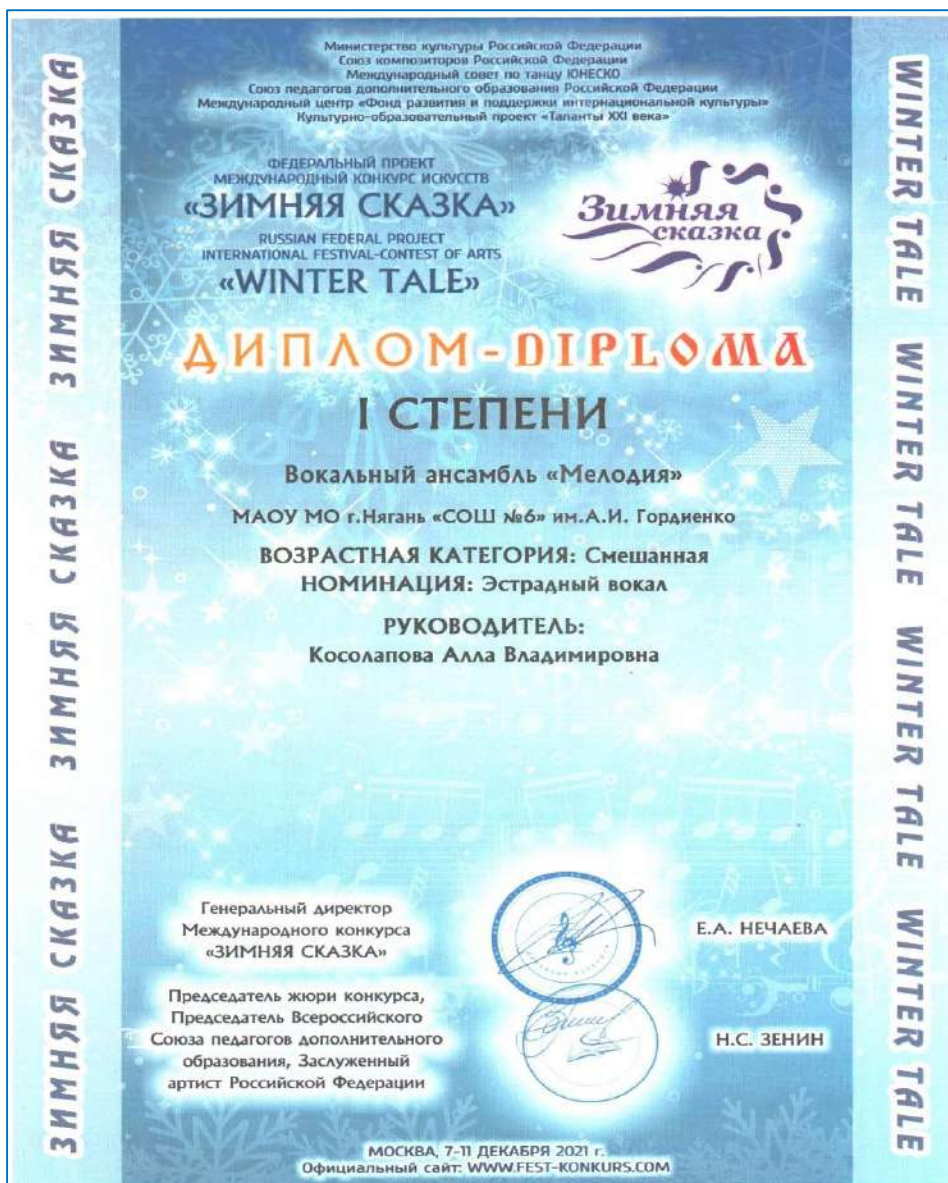 Министерство культуры Российской Федерации
Союз композиторов Российской Федерации
Международный совет по танцу ЮНЕСКО
Союз педагогов дополнительного образования Российской Федерации
Международный центр «Фонд развития и поддержки интернациональной культуры»
Культурно-образовательный проект «Таланты XXI века»
ФЕДЕРАЛЬНЫЙ ПРОЕКТ
МЕЖДУНАРОДНЫЙ КОНКУРС ИСКУССТВ
«ЗИМНЯЯ СКАЗКА»
RUSSIAN FEDERAL PROJECT
INTERNATIONAL FESTIVAL-CONTEST OF ARTS
«WINTER TALE»
Зимняя
сказка
ДИПЛОМ-DIPLOMA
I СТЕПЕНИ
Вокальный ансамбль «Мелодия»
МАОУ МО г.Нягань «СОШ №6» им.А.И. Гордиенко
ВОЗРАСТНАЯ КАТЕГОРИЯ: Смешанная
НОМИНАЦИЯ: Эстрадный вокал
РУКОВОДИТЕЛЬ:
Косолапова Алла Владимировна
Генеральный директор
Международного конкурса
«ЗИМНЯЯ СКАЗКА»
Е.А. НЕЧАЕВА
Председатель жюри конкурса,
Председатель Всероссийского
Союза педагогов дополнительного
образования, Заслуженный
артист Российской Федерации
Н.С. ЗЕНИН
МОСКВА, 7-11 ДЕКАБРЯ 2021 г.
Официальный сайт: WWW.FEST-KONKURS.COM
ЗИМНЯЯ СКАЗКА ЗИМНЯЯ СКАЗКА ЗИМНЯЯ СКАЗКА
WINTER TALE WINTER TALE WINTER TALE WINTER TALE